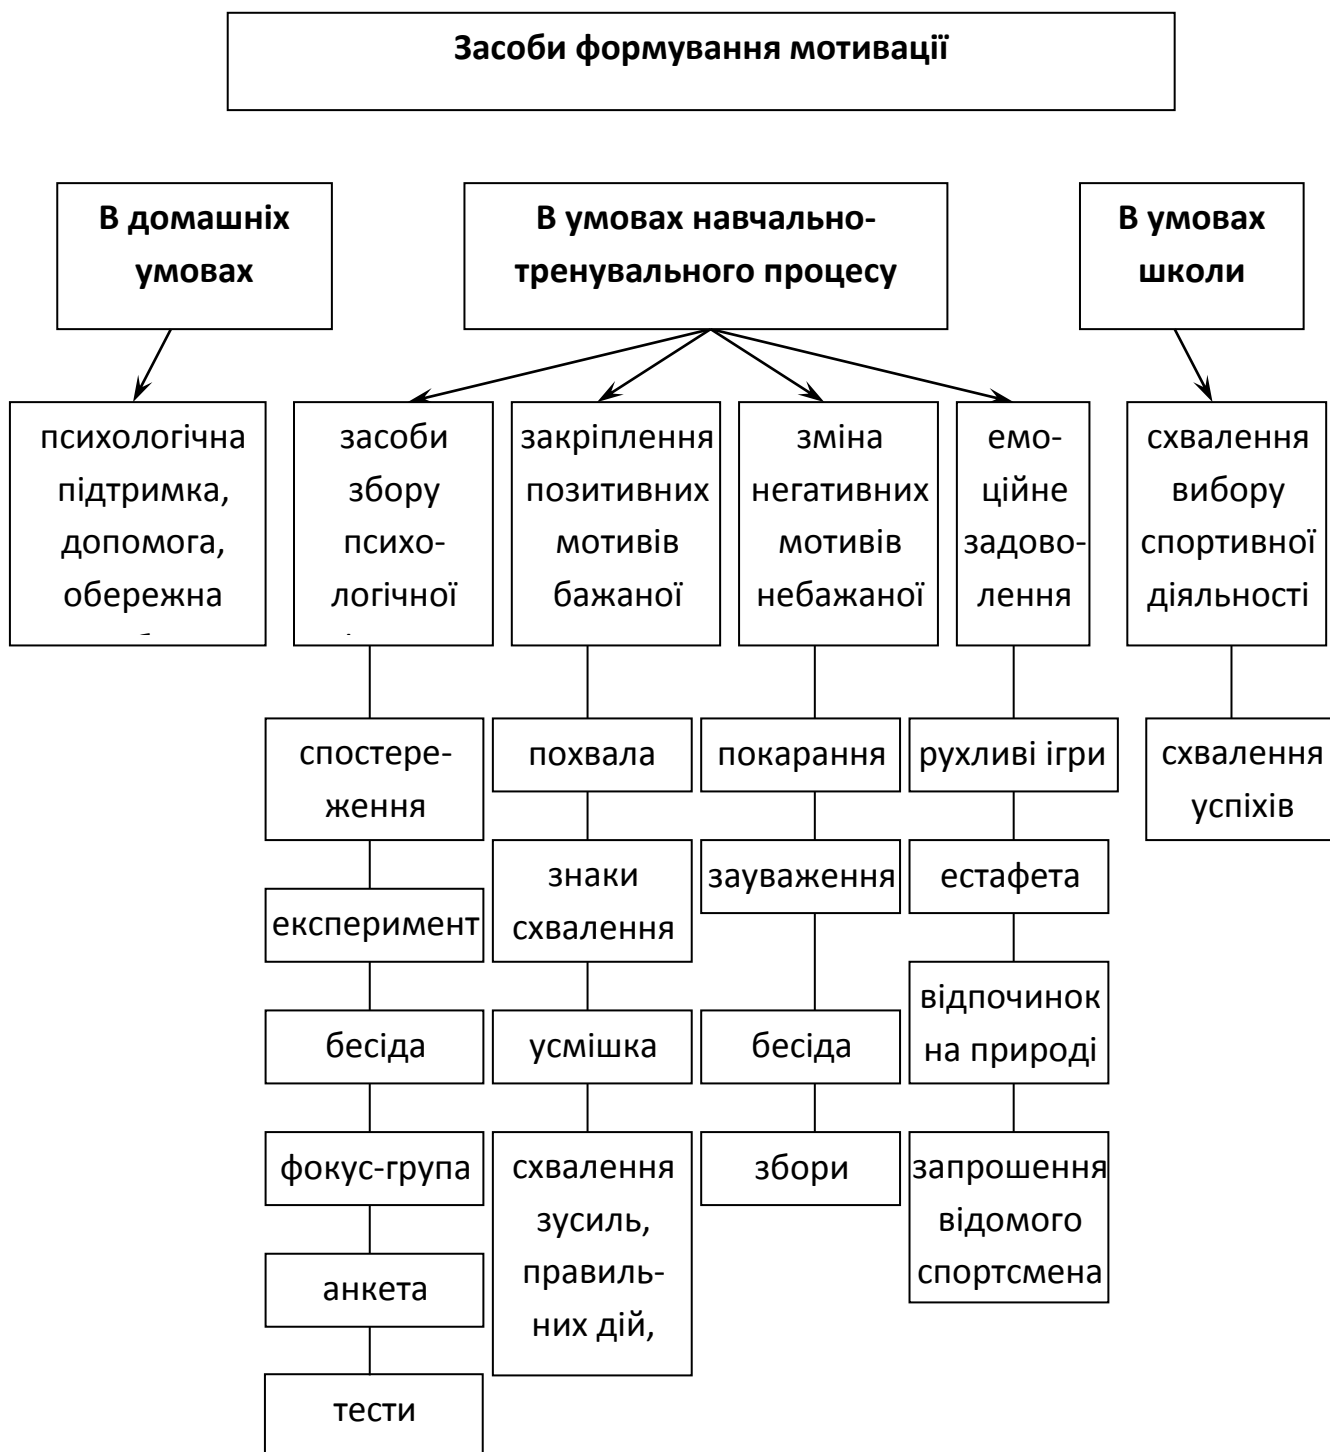 Засоби формування мотивації
В домашніх
умовах
В умовах навчально-
тренувального процесу
В умовах
школи
психологічна
підтримка,
допомога,
обережна
засоби
збору
психо-
логічної
закріплення
позитивних
мотивів
бажаної
зміна
негативних
мотивів
небажаної
емо-
ційне
задово-
лення
схвалення
вибору
спортивної
діяльності
спостере-
ження
експеримент
бесіда
фокус-група
анкета
тести
похвала
знаки
схвалення
усмішка
схвалення
зусиль,
правиль-
них дій,
покарання
зауваження
бесіда
збори
рухливі ігри
естафета
відпочинок
на природі
запрошення
відомого
спортсмена
схвалення
успіхів